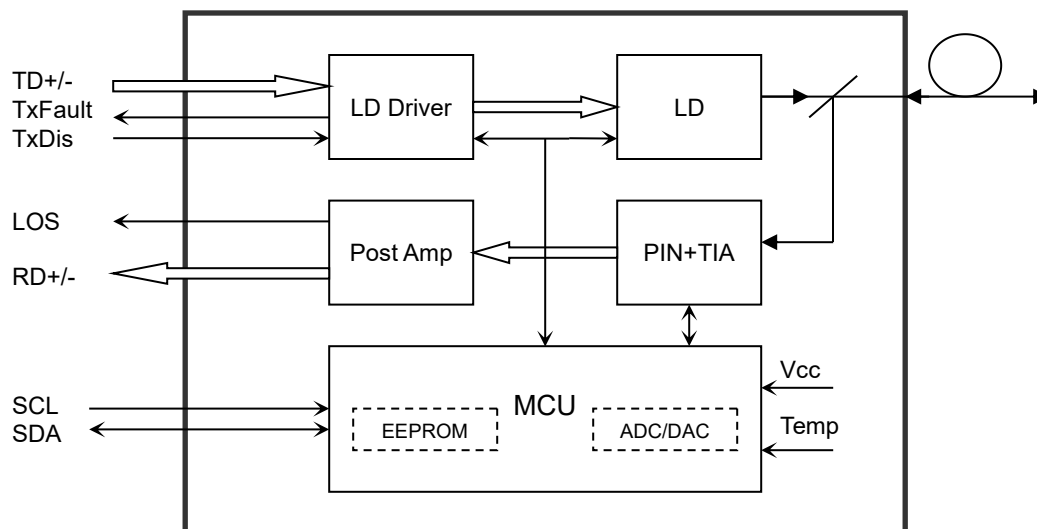 TD+/-
TxFault
TxDis
LD Driver
LD
LOS
RD+/-
Post Amp
PIN+TIA
SCL
SDA
MCU
EEPROM
ADC/DAC
Vcc
Temp